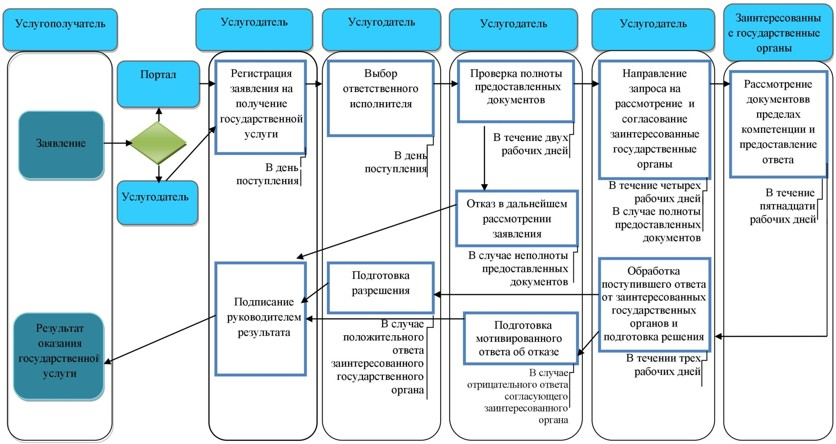 Услугополучатель
Услугодатель
Услугодатель
Услугодатель
Услугодатель
Заинтересованны
е государственные
органы
Заявление
Портал
Услугодатель
Регистрация
заявления на
получение
государственной
услуги
В день
поступления
Выбор
ответственного
исполнителя
В день
поступления
Проверка полноты
предоставленных
документов
В течение двух
рабочих дней
Направление
запроса на
рассмотрение и
согласование
заинтересованные
государственные
органы
В течение четырех
рабочих дней
В случае полноты
предоставленных
документов
Рассмотрение
документовв
пределах
компетенции и
предоставление
ответа
В течение
пятнадцати
рабочих дней
Отказ в дальнейшем
рассмотрении
заявления
В случае неполноты
предоставленных
документов
Обработка
поступившего ответа
от заинтересованных
государственных
органов и
подготовка решения
В течении трех
рабочих дней
Подготовка
разрешения
В случае
положительного
ответа
заинтересованного
государственного
органа
Подготовка
мотивированного
ответа об отказе
В случае
отрицательного ответа
согласующего
заинтересованного
органа
Подписание
руководителем
результата
Результат
оказания
государственной
услуги